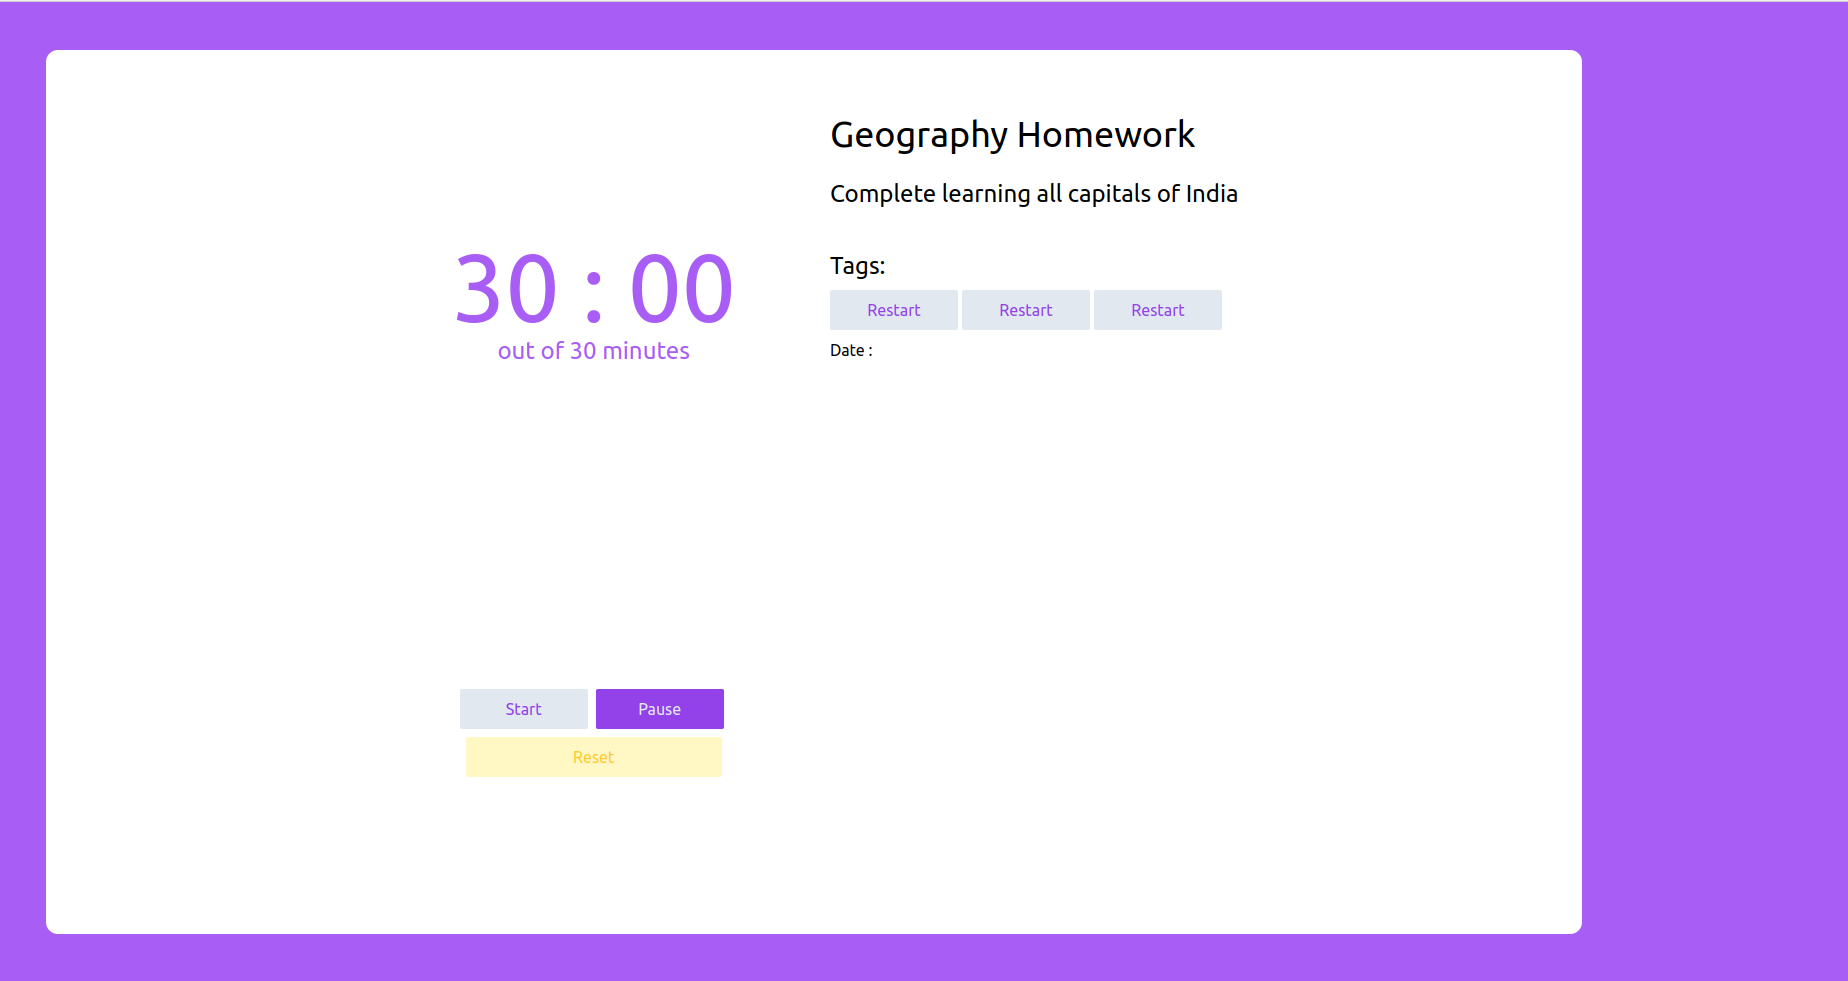 30 : 00
out of 30 minutes
Start Pause
Reset
Geography Homework
Complete learning all capitals of India
Tags:
Restart Restart Restart
Date :